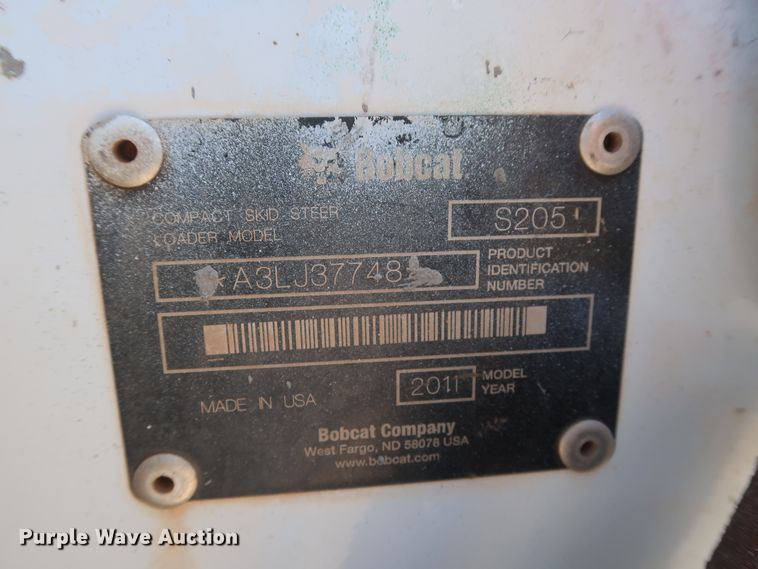 Bobcat
COMPACT SKID STEER
LOADER MODEL
S205
*A3LJ37748*
PRODUCT
IDENTIFICATION
NUMBER
2011
MODEL
YEAR
MADE IN USA
Bobcat Company
West Fargo, ND 58078 USA
www.bobcat.com
Purple Wave Auction